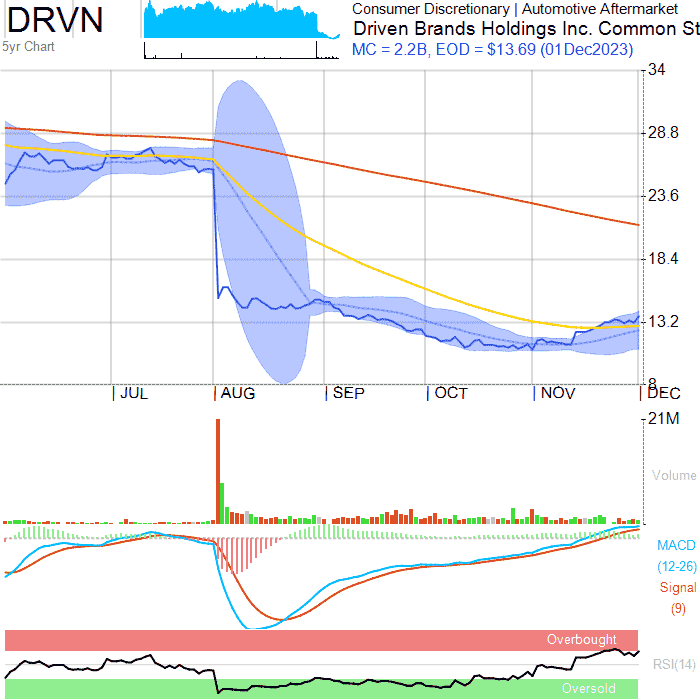 DRVN
5yr Chart
Consumer Discretionary | Automotive Aftermarket
Driven Brands Holdings Inc. Common St
MC = 2.2B, EOD = $13.69 (01Dec2023)
34
28.8
23.6
18.4
13.2
8
JUL AUG SEP OCT NOV DEC
21M
Volume
MACD
(12-26)
Signal
(9)
Overbought
RSI(14)
Oversold